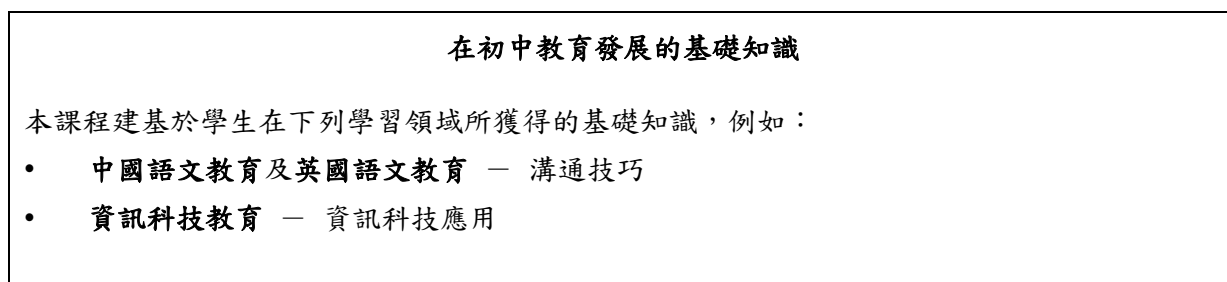 在初中教育發展的基礎知識
本課程建基於學生在下列學習領域所獲得的基礎知識，例如：
• 中國語文教育及英國語文教育 － 溝通技巧
• 資訊科技教育 － 資訊科技應用